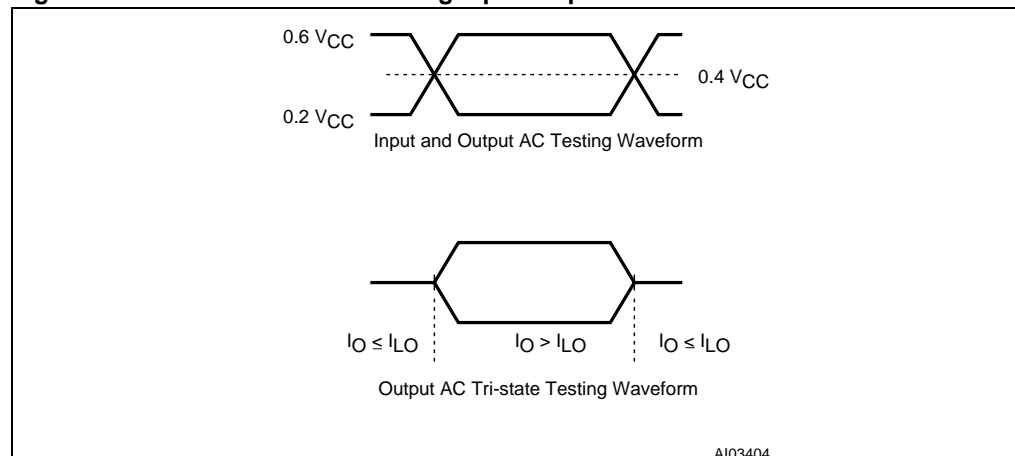 0.6 VCC
0.4 VCC
0.2 VCC
Input and Output AC Testing Waveform
IO ≤ ILO
IO > ILO
IO ≤ ILO
Output AC Tri-state Testing Waveform
AI03404